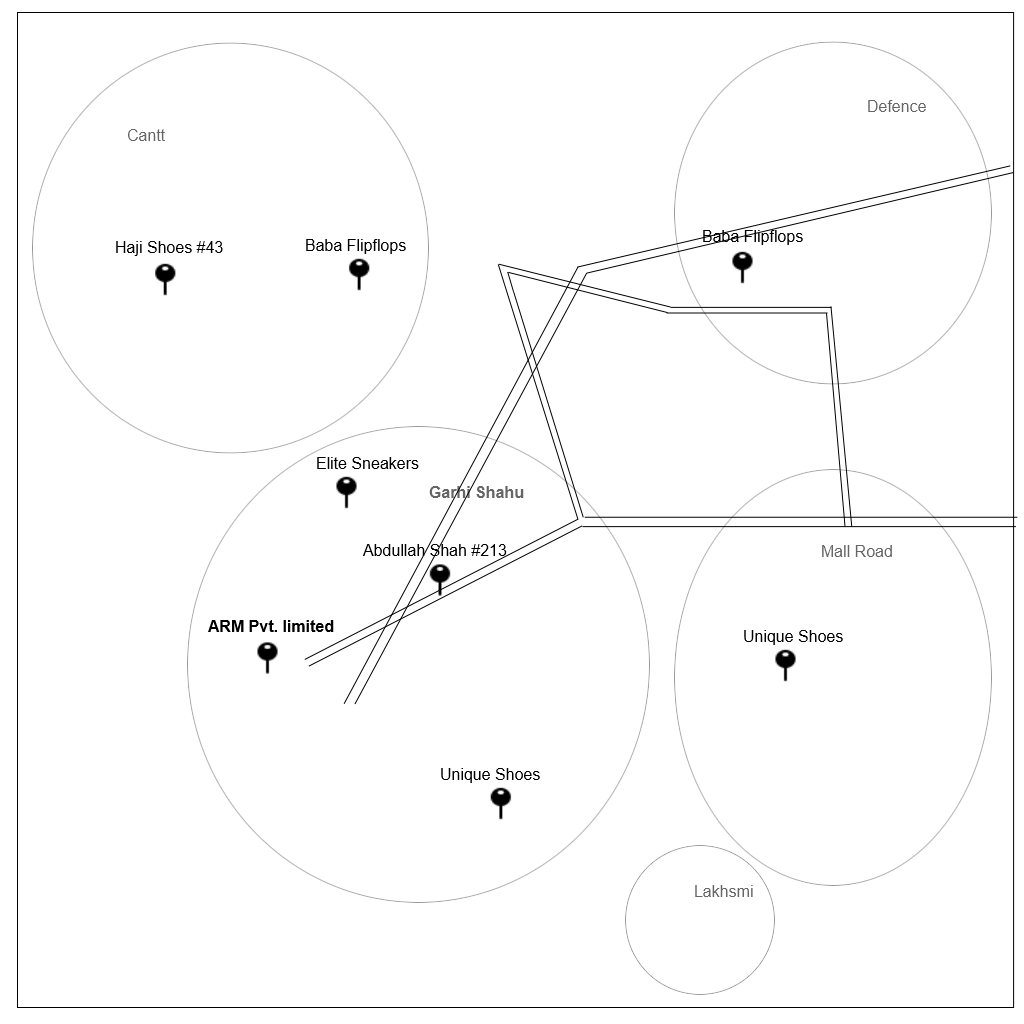 Defence
Cantt
Baba Flipflops
Haji Shoes #43
Baba Flipflops
Elite Sneakers
Garhi Shahu
Abdullah Shah #213
Mall Road
ARM Pvt. limited
Unique Shoes
Unique Shoes
Lakhsmi